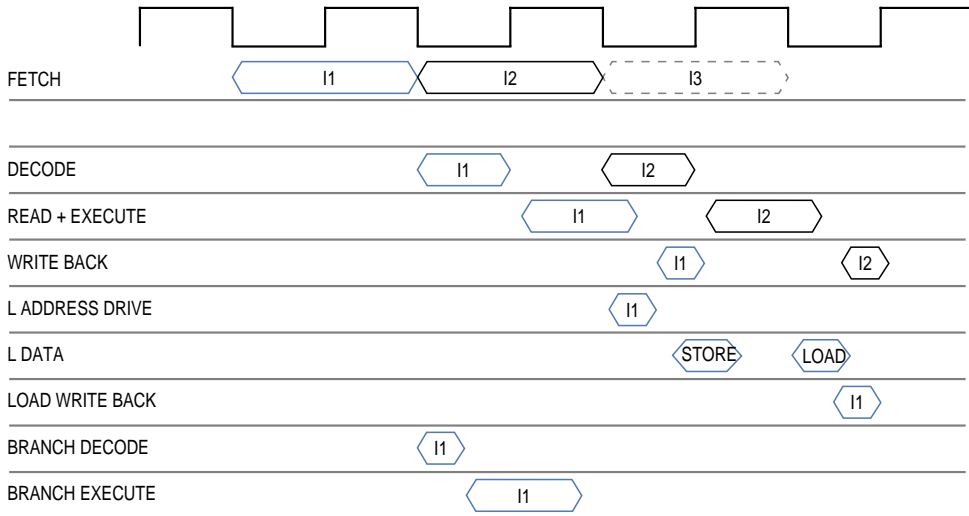 FETCH I1 I2 I3
DECODE I1 I2
READ + EXECUTE I1 I2
WRITE BACK I1 I2
L ADDRESS DRIVE I1
L DATA STORE LOAD
LOAD WRITE BACK I1
BRANCH DECODE I1
BRANCH EXECUTE I1